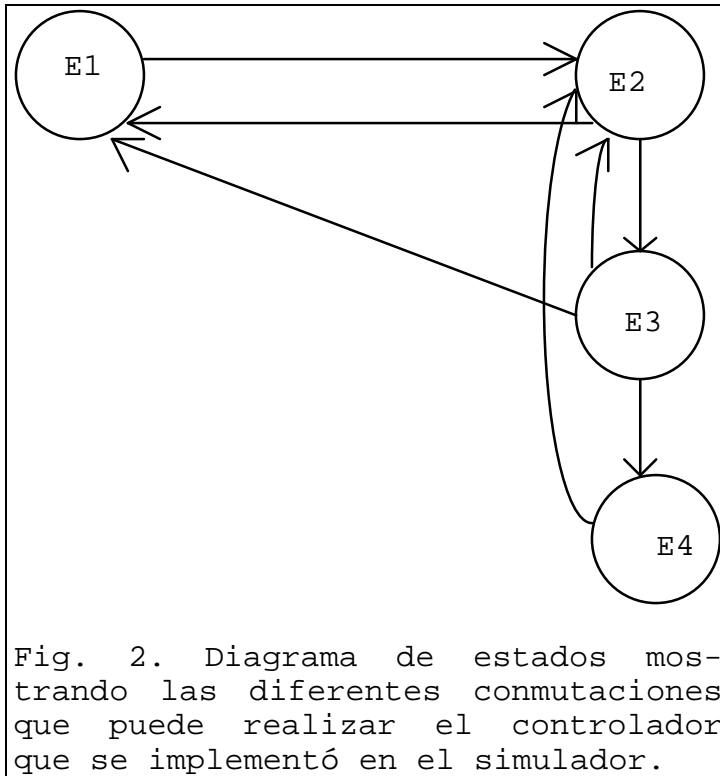 E1
E2
E3
E4
Fig. 2. Diagrama de estados mos-
trando las diferentes conmutaciones
que puede realizar el controlador
que se implementó en el simulador.